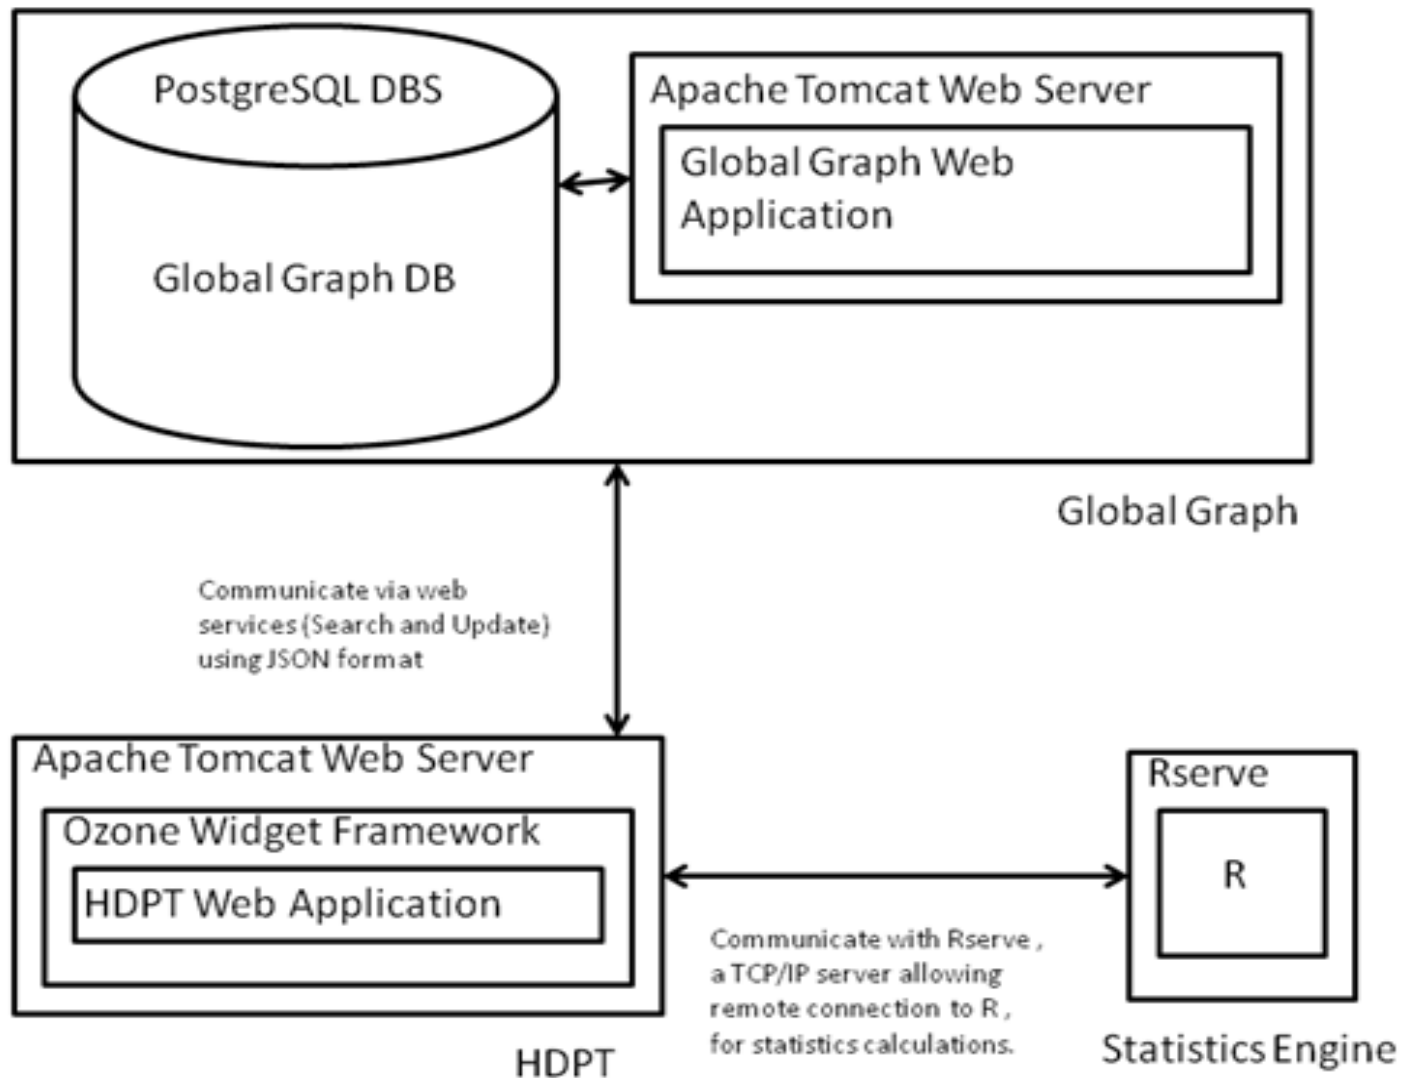 PostgreSQL DBS
Global Graph DB
Apache Tomcat Web Server
Global Graph Web
Application
Global Graph
Communicate via web
services (Search and Update)
using JSON format
Apache Tomcat Web Server
Ozone Widget Framework
HDPT Web Application
HDPT
Communicate with Rserve ,
a TCP/IP server allowing
remote connection to R ,
for statistics calculations.
Rserve
R
Statistics Engine